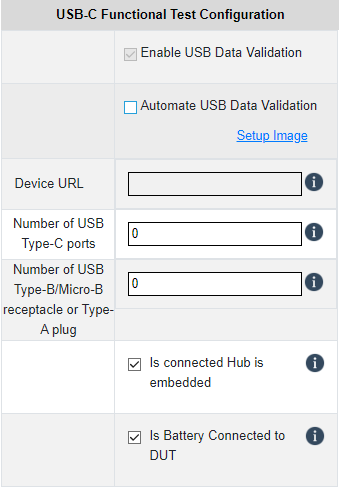 USB-C Functional Test Configuration
Enable USB Data Validation
Automate USB Data Validation
Setup Image
Device URL
i
Number of USB
Type-C ports
0
i
Number of USB
Type-B/Micro-B
receptacle or Type-
A plug
0
i
Is connected Hub is
embedded
i
Is Battery Connected to
DUT
i